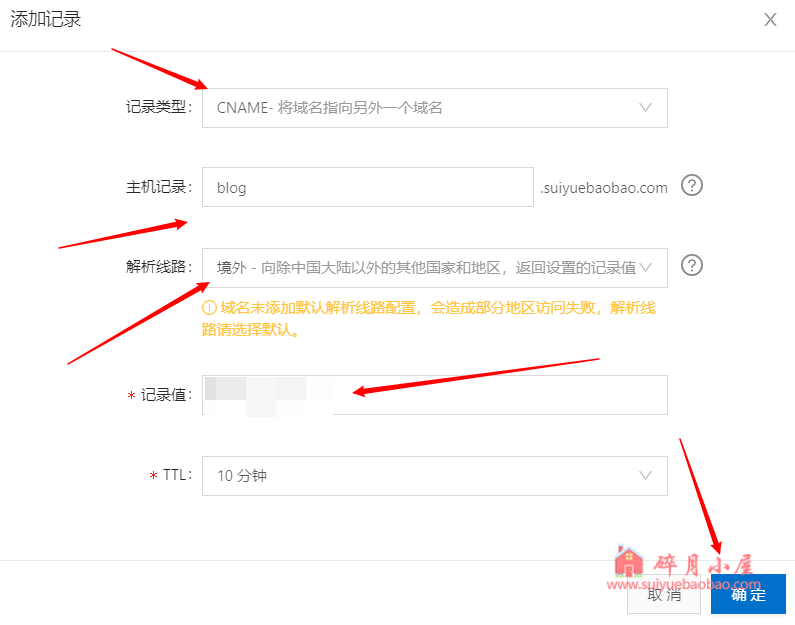 添加记录
记录类型:
CNAME- 将域名指向另外一个域名
主机记录:
blog
.suiyuebaobao.com
?
解析线路:
境外 - 向除中国大陆以外的其他国家和地区，返回设置的记录值
?
域名未添加默认解析线路配置，会造成部分地区访问失败，解析线
路请选择默认。
* 记录值:
* TTL:
10 分钟
碎月小屋
www.suiyuebaobao.com
取消
确定